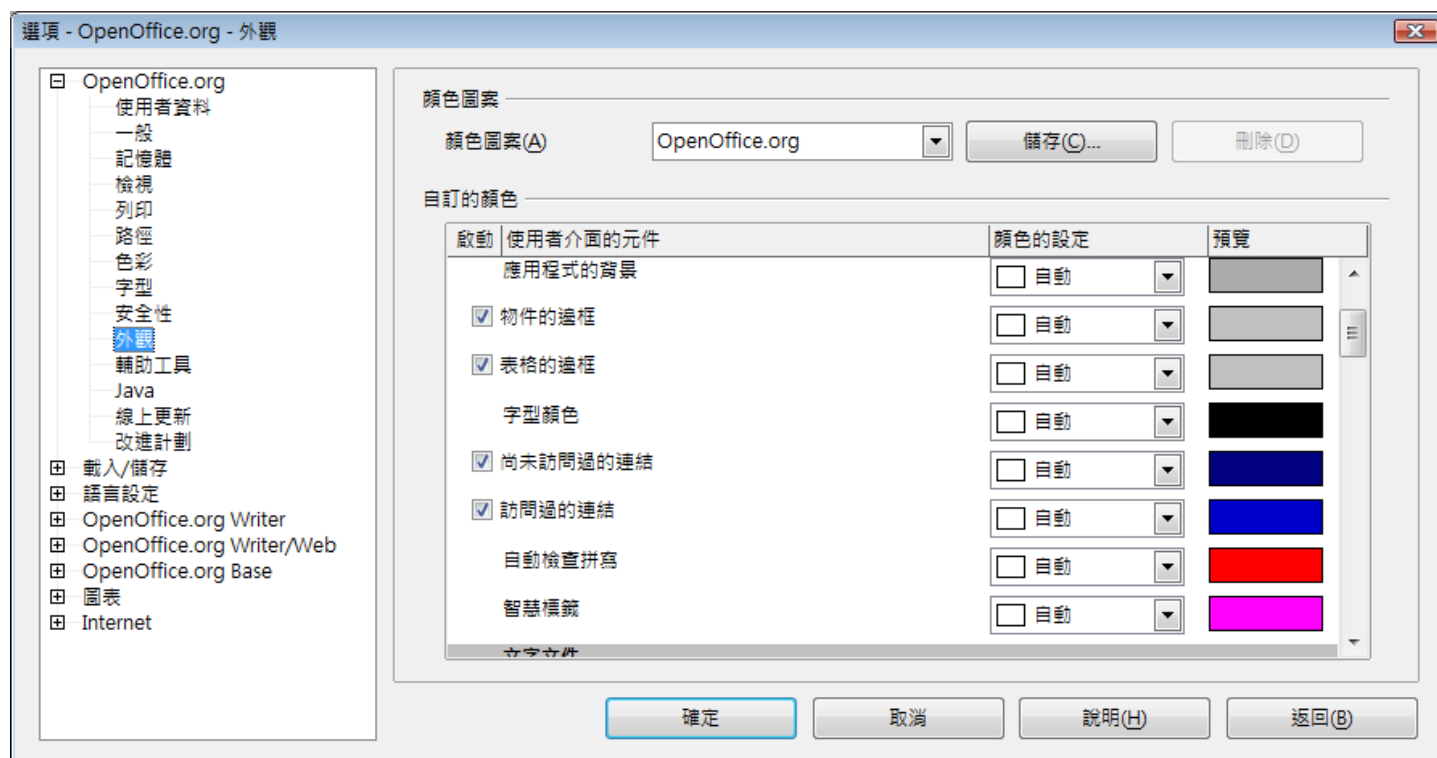 選項 - OpenOffice.org - 外觀
OpenOffice.org
使用者資料
一般
記憶體
檢視
列印
路徑
色彩
字型
安全性
外觀
輔助工具
Java
線上更新
改進計劃
載入/儲存
語言設定
OpenOffice.org Writer
OpenOffice.org Writer/Web
OpenOffice.org Base
圖表
Internet
顏色圖案
顏色圖案(A) OpenOffice.org 儲存(C)... 刪除(D)
自訂的顏色
啟動 使用者介面的元件 顏色的設定 預覽
應用程式的背景 自動
物件的邊框 自動
表格的邊框 自動
字型顏色 自動
尚未訪問過的連結 自動
訪問過的連結 自動
自動檢查拼寫 自動
智慧標籤 自動
文字文件
確定 取消 說明(H) 返回(B)